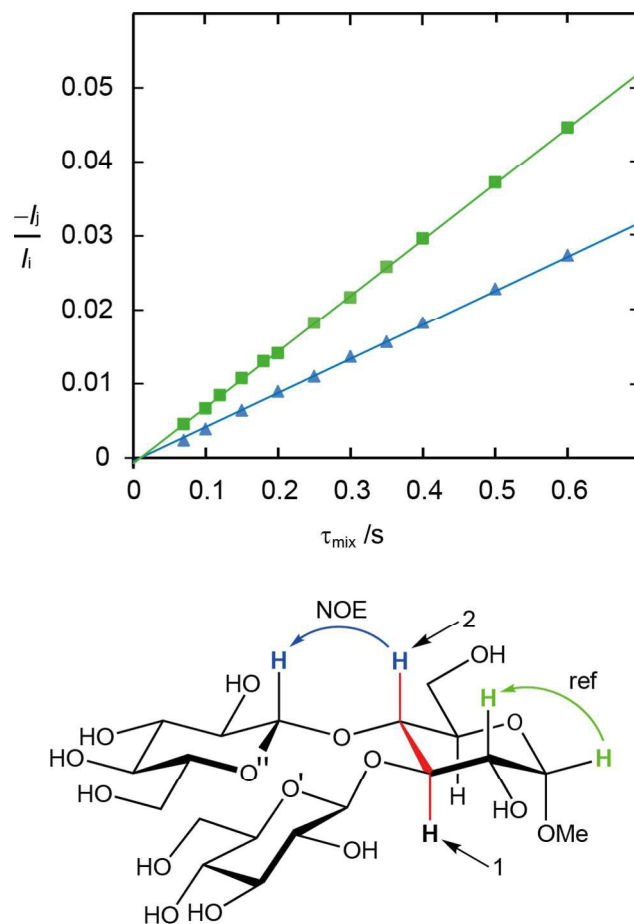 0.05
0.04
0.03
0.02
0.01
0
−Ij
Ii
0 0.1 0.2 0.3 0.4 0.5 0.6
τmix /s
NOE
2
H H OH
HO H ref
HO O O H
HO O" O
HO O' H HO OMe
HO H
HO OH 1
HO HO